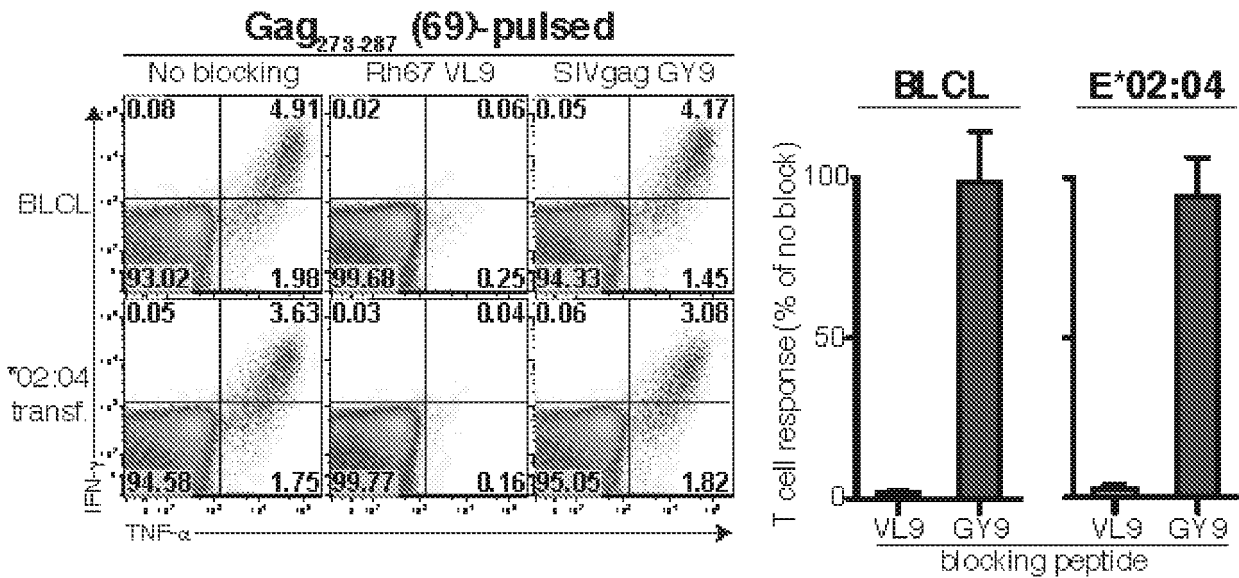 Gag273-287 (69)-pulsed
No blocking Rh67 VL9 SIVgag GY9
BLCL
0.08 4.91 0.02 0.06 0.05 4.17
93.02 1.98 99.68 0.25 94.33 1.45
*02:04
transf.
0.05 3.63 0.03 0.04 0.06 3.08
94.58 1.75 99.77 0.16 95.05 1.82
IFN-γ
TNF-α
BLCL E*02:04
T cell response (% of no block)
100
50
0
VL9 GY9 VL9 GY9
blocking peptide